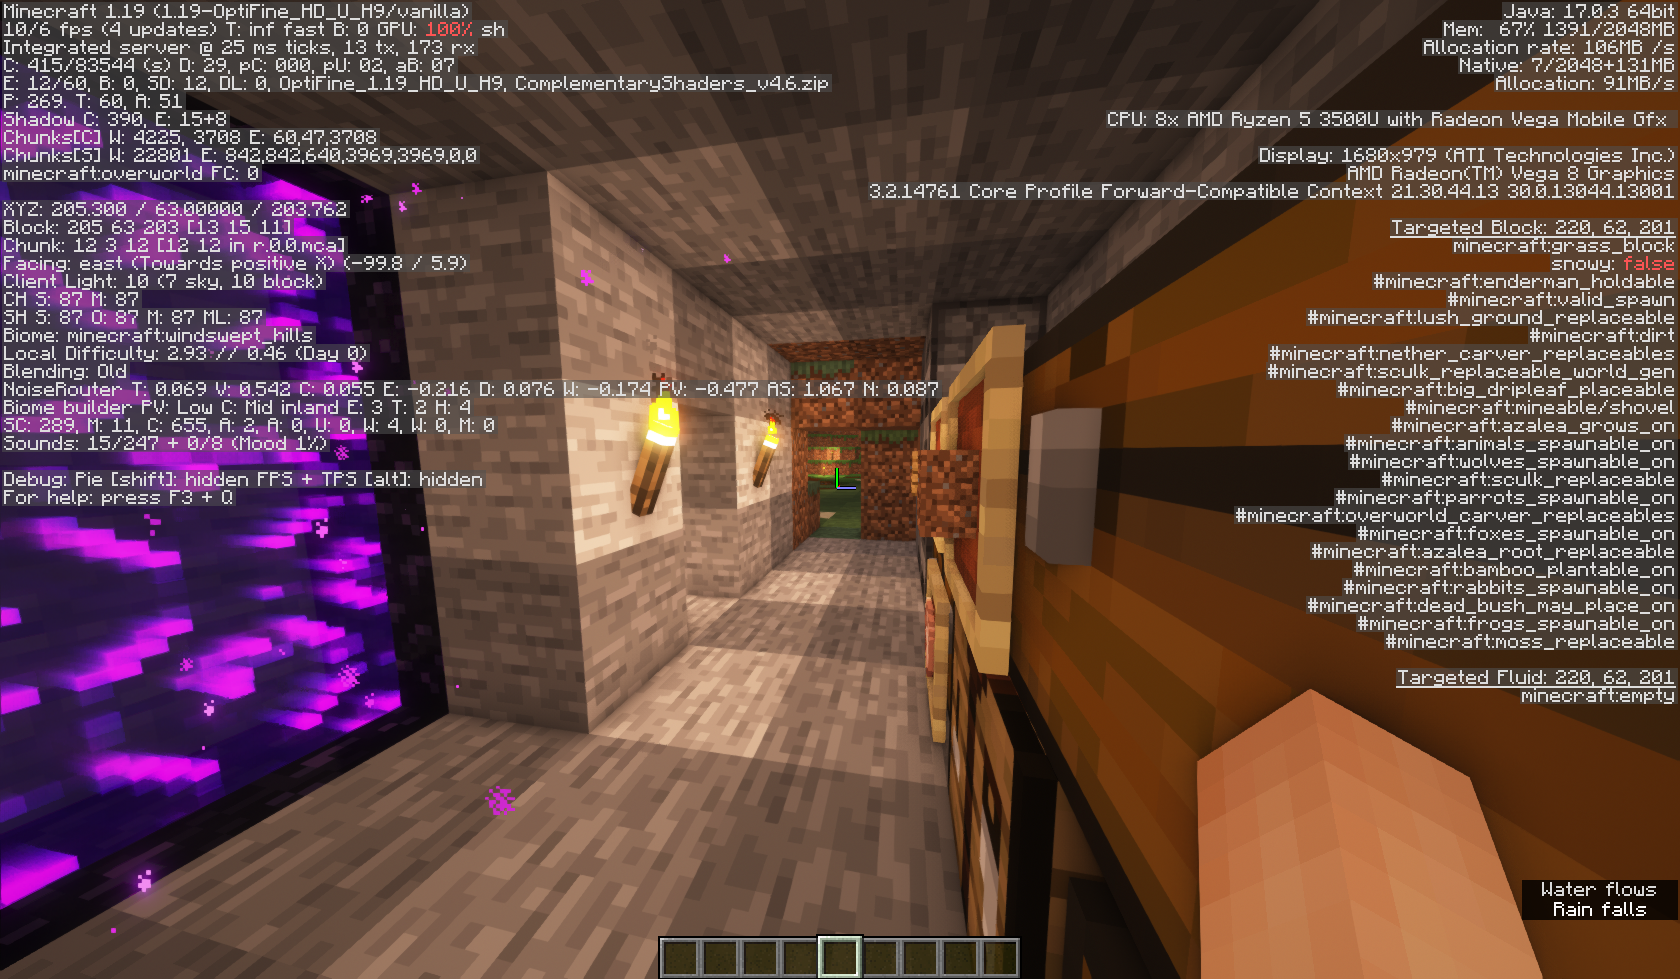 Minecraft 1.19 (1.19-OptiFine_HD_U_H9/vanilla)
10/6 fps (4 updates) T: inf fast B: 0 GPU: 100% sh
Integrated server @ 25 ms ticks, 13 tx, 173 rx
C: 415/83544 (s) D: 29, pC: 000, pU: 02, aB: 07
E: 12/60, B: 0, SD: 12, DL: 0, OptiFine_1.19_HD_U_H9, ComplementaryShaders_v4.6.zip
P: 269. T: 60, A: 51
Shadow C: 390, E: 15+8
Chunks[C] W: 4225, 3708 E: 60,47,3708
Chunks[S] W: 22801 E: 842,842,640,3969,3969,0,0
minecraft:overworld FC: 0
XYZ: 205.300 / 63.00000 / 203.762
Block: 205 63 203 [13 15 11]
Chunk: 12 3 12 [12 12 in r.0.0.mca]
Facing: east (Towards positive X) (-99.8 / 5.9)
Client Light: 10 (7 sky, 10 block)
CH S: 87 M: 87
SH S: 87 O: 87 M: 87 ML: 87
Biome: minecraft:windswept_hills
Local Difficulty: 2.93 // 0.46 (Day 0)
Blending: Old
NoiseRouter T: 0.069 V: 0.542 C: 0.055 E: -0.216 D: 0.076 W: -0.174 PV: -0.477 AS: 1.067 N: 0.087
Biome builder PV: Low C: Mid inland E: 3 T: 2 H: 4
SC: 289, M: 11, C: 655, A: 2, A: 0, U: 0, W: 4, W: 0, M: 0
Sounds: 15/247 + 0/8 (Mood 1%)
Debug: Pie [shift]: hidden FPS + TPS [alt]: hidden
For help: press F3 + Q
Java: 17.0.3 64bit
Mem: 67% 1391/2048MB
Allocation rate: 106MB /s
Native: 7/2048+131MB
Allocation: 91MB/s
CPU: 8x AMD Ryzen 5 3500U with Radeon Vega Mobile Gfx
Display: 1680x979 (ATI Technologies Inc.)
AMD Radeon(TM) Vega 8 Graphics
3.2.14761 Core Profile Forward-Compatible Context 21.30.44.13 30.0.13044.13001
Targeted Block: 220, 62, 201
minecraft:grass_block
snowy: false
#minecraft:enderman_holdable
#minecraft:valid_spawn
#minecraft:lush_ground_replaceable
#minecraft:dirt
#minecraft:nether_carver_replaceables
#minecraft:sculk_replaceable_world_gen
#minecraft:big_dripleaf_placeable
#minecraft:mineable/shovel
#minecraft:azalea_grows_on
#minecraft:animals_spawnable_on
#minecraft:wolves_spawnable_on
#minecraft:sculk_replaceable
#minecraft:parrots_spawnable_on
#minecraft:overworld_carver_replaceables
#minecraft:foxes_spawnable_on
#minecraft:azalea_root_replaceable
#minecraft:bamboo_plantable_on
#minecraft:rabbits_spawnable_on
#minecraft:dead_bush_may_place_on
#minecraft:frogs_spawnable_on
#minecraft:moss_replaceable
Targeted Fluid: 220, 62, 201
minecraft:empty
Water flows
Rain falls